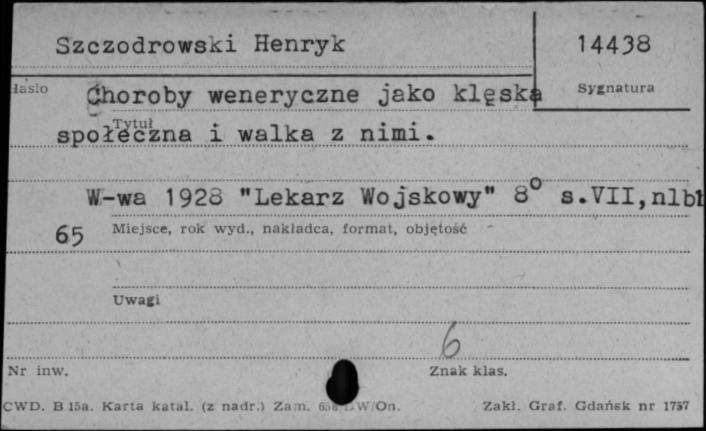 Szczodrowski Henryk
14438
Hasło
Sygnatura
Choroby weneryczne jako klęska
Tytuł
społeczna i walka z nimi.
W-wa 1928 "Lekarz Wojskowy" 8° s.VII,nlb1
65
Miejsce, rok wyd., nakładca, format, objętość
Uwagi
6
Nr inw.
Znak klas.
CWD. B 15a. Karta katal. (z nadr.) Zam. W/On.
Zakł. Graf. Gdańsk nr 1757